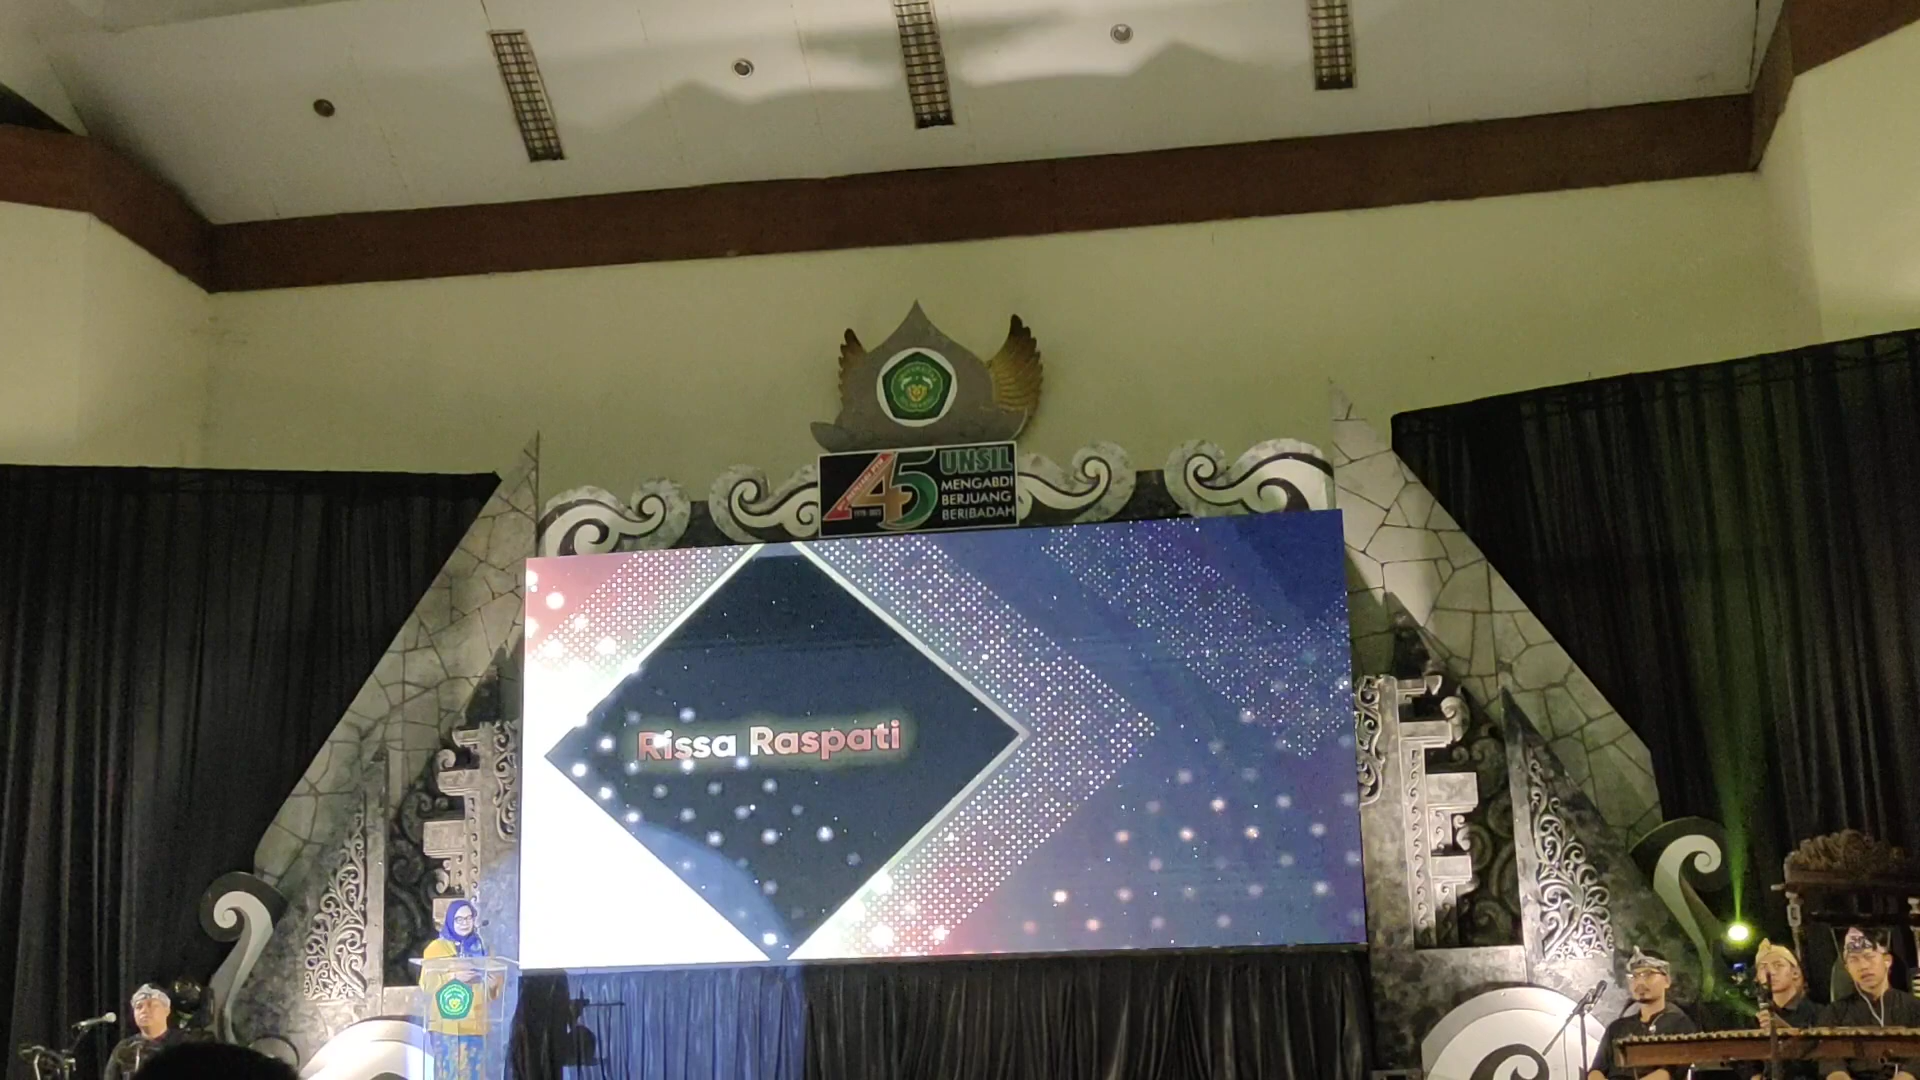 UNSIL
MENGABDI
BERJUANG
BERIBADAH
45
Rissa Raspati